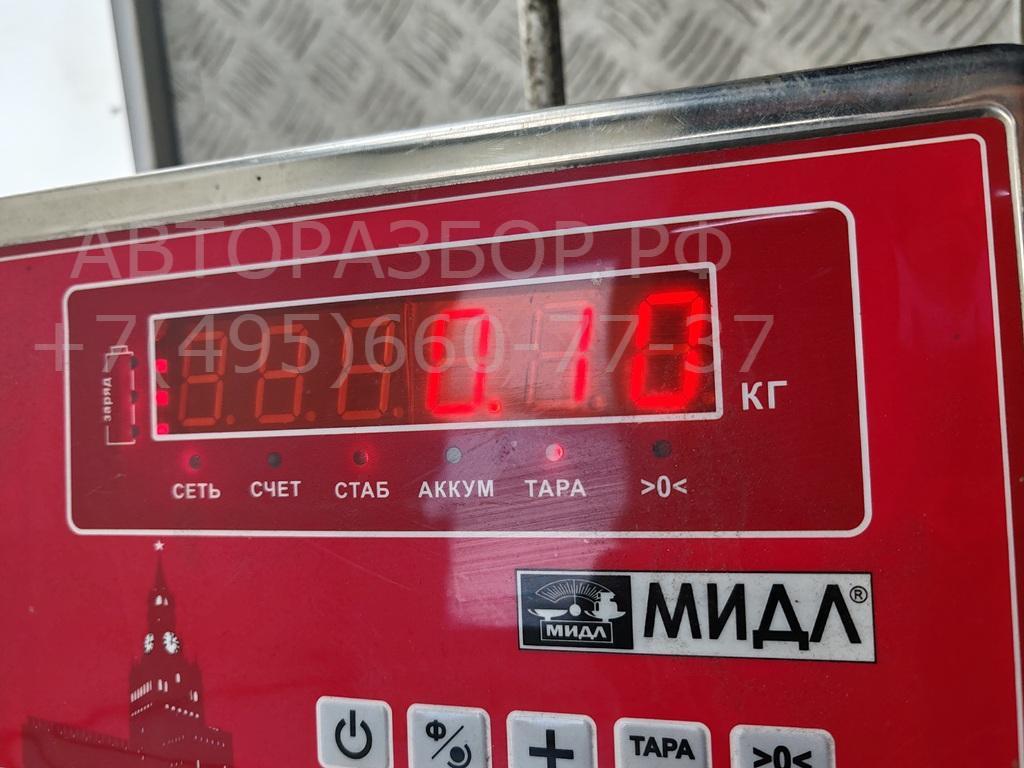 АВТОРАЗБОР.РФ
+7(495)660-77-37
заряд
0.10
КГ
СЕТЬ СЧЕТ СТАБ АККУМ ТАРА >0<
МИДЛ МИДЛ®
Ф + ТАРА >0<